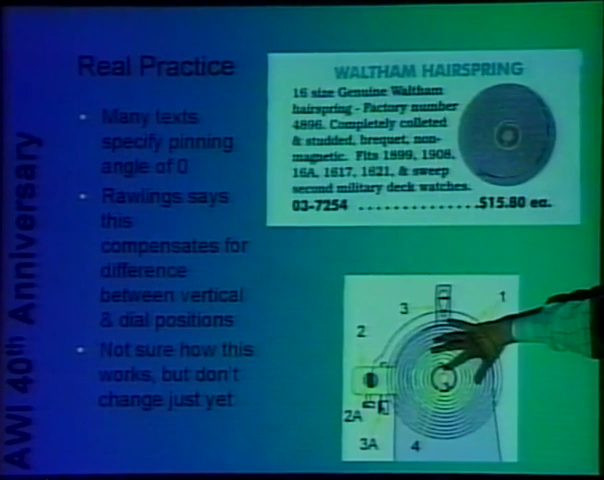 Real Practice
• Many texts
specify pinning
angle of 0
• Rawlings says
this
compensates for
difference
between vertical
& dial positions
• Not sure how this
works, but don't
change just yet
AWI 40th Anniversary
WALTHAM HAIRSPRING
16 size Genuine Waltham
hairspring - Factory number
4896. Completely colleted
& studded, brequet, non-
magnetic. Fits 1899, 1908,
16A, 1617, 1621, & sweep
second military deck watches.
03-7254 ..................$15.80 ea.
3
1
2
2A
3A
4